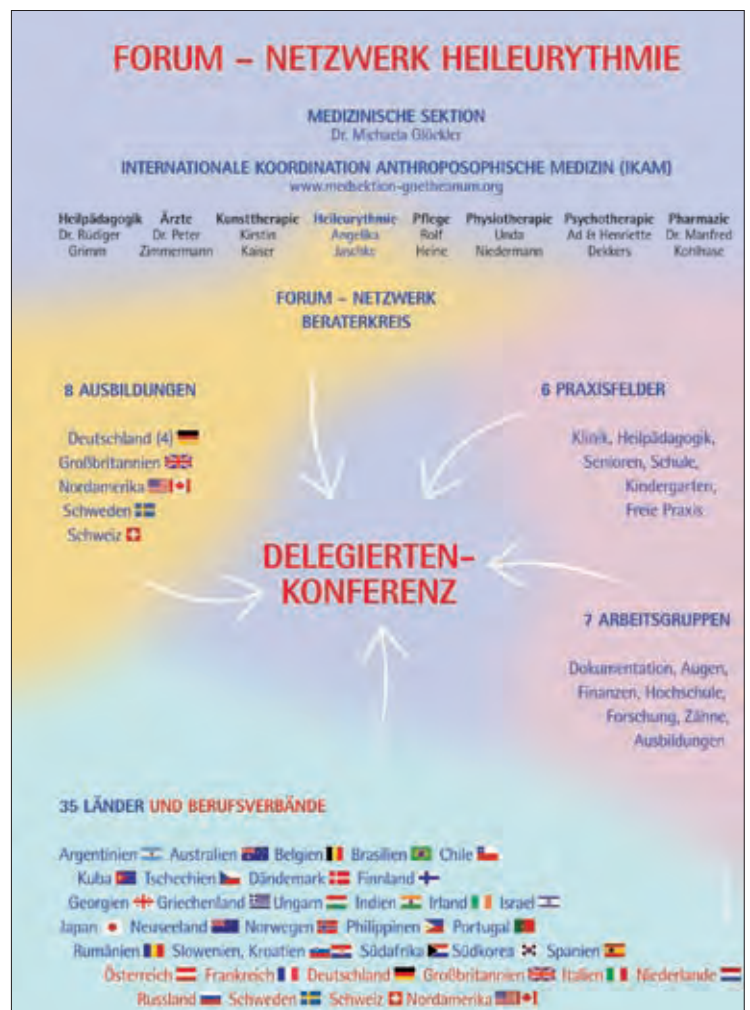 FORUM – NETZWERK HEILEURYTHMIE
MEDIZINISCHE SEKTION
Dr. Michaela Glöckler
INTERNATIONALE KOORDINATION ANTHROPOSOPHISCHE MEDIZIN (IKAM)
www.medsektion-goetheanum.org
Heilpädagogik Ärzte Kunsttherapie Heileurythmie Pflege Physiotherapie Psychotherapie Pharmazie
Dr. Rüdiger Dr. Peter Kirstin Angelika Rolf Unda Ad & Henriette Dr. Manfred
Grimm Zimmermann Kaiser Jaschke Heine Niedermann Dekkers Kohlhase
FORUM – NETZWERK
BERATERKREIS
8 AUSBILDUNGEN
Deutschland (4)
Großbritannien
Nordamerika
Schweden
Schweiz
6 PRAXISFELDER
Klinik, Heilpädagogik,
Senioren, Schule,
Kindergarten,
Freie Praxis
DELEGIERTEN-
KONFERENZ
7 ARBEITSGRUPPEN
Dokumentation, Augen,
Finanzen, Hochschule,
Forschung, Zähne,
Ausbildungen
35 LÄNDER UND BERUFSVERBÄNDE
Argentinien Australien Belgien Brasilien Chile
Kuba Tschechien Dändemark Finnland
Georgien Griechenland Ungarn Indien Irland Israel
Japan Neuseeland Norwegen Philippinen Portugal
Rumänien Slowenien, Kroatien Südafrika Südkorea Spanien
Österreich Frankreich Deutschland Großbritannien Italien Niederlande
Russland Schweden Schweiz Nordamerika